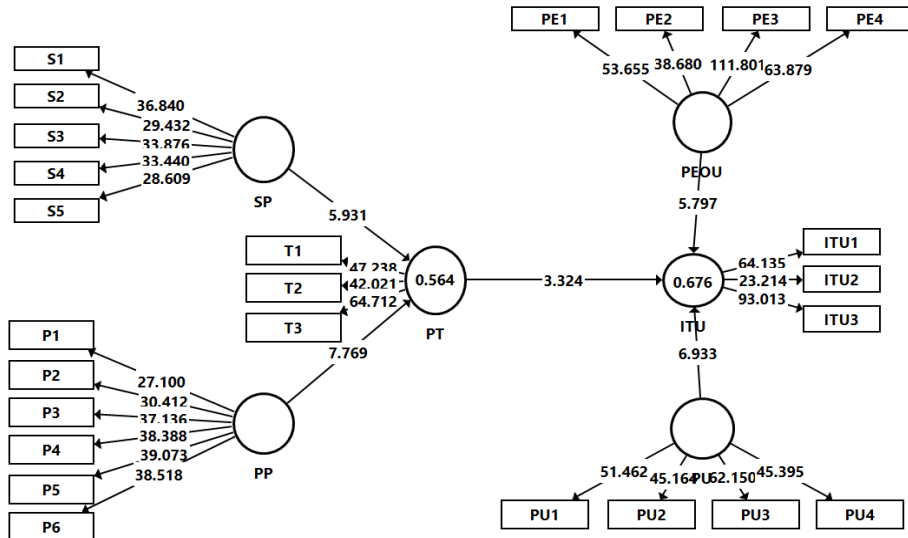 PE1
PE2
PE3
PE4
53.655
38.680
111.801
63.879
PEOU
5.797
S1
S2
S3
S4
S5
36.840
29.432
33.876
33.440
28.609
SP
5.931
T1
T2
T3
47.238
42.021
64.712
0.564
PT
3.324
0.676
ITU
64.135
23.214
93.013
ITU1
ITU2
ITU3
7.769
6.933
P1
P2
P3
P4
P5
P6
27.100
30.412
37.136
38.388
39.073
38.518
PP
51.462
45.164
PU
62.150
45.395
PU1
PU2
PU3
PU4